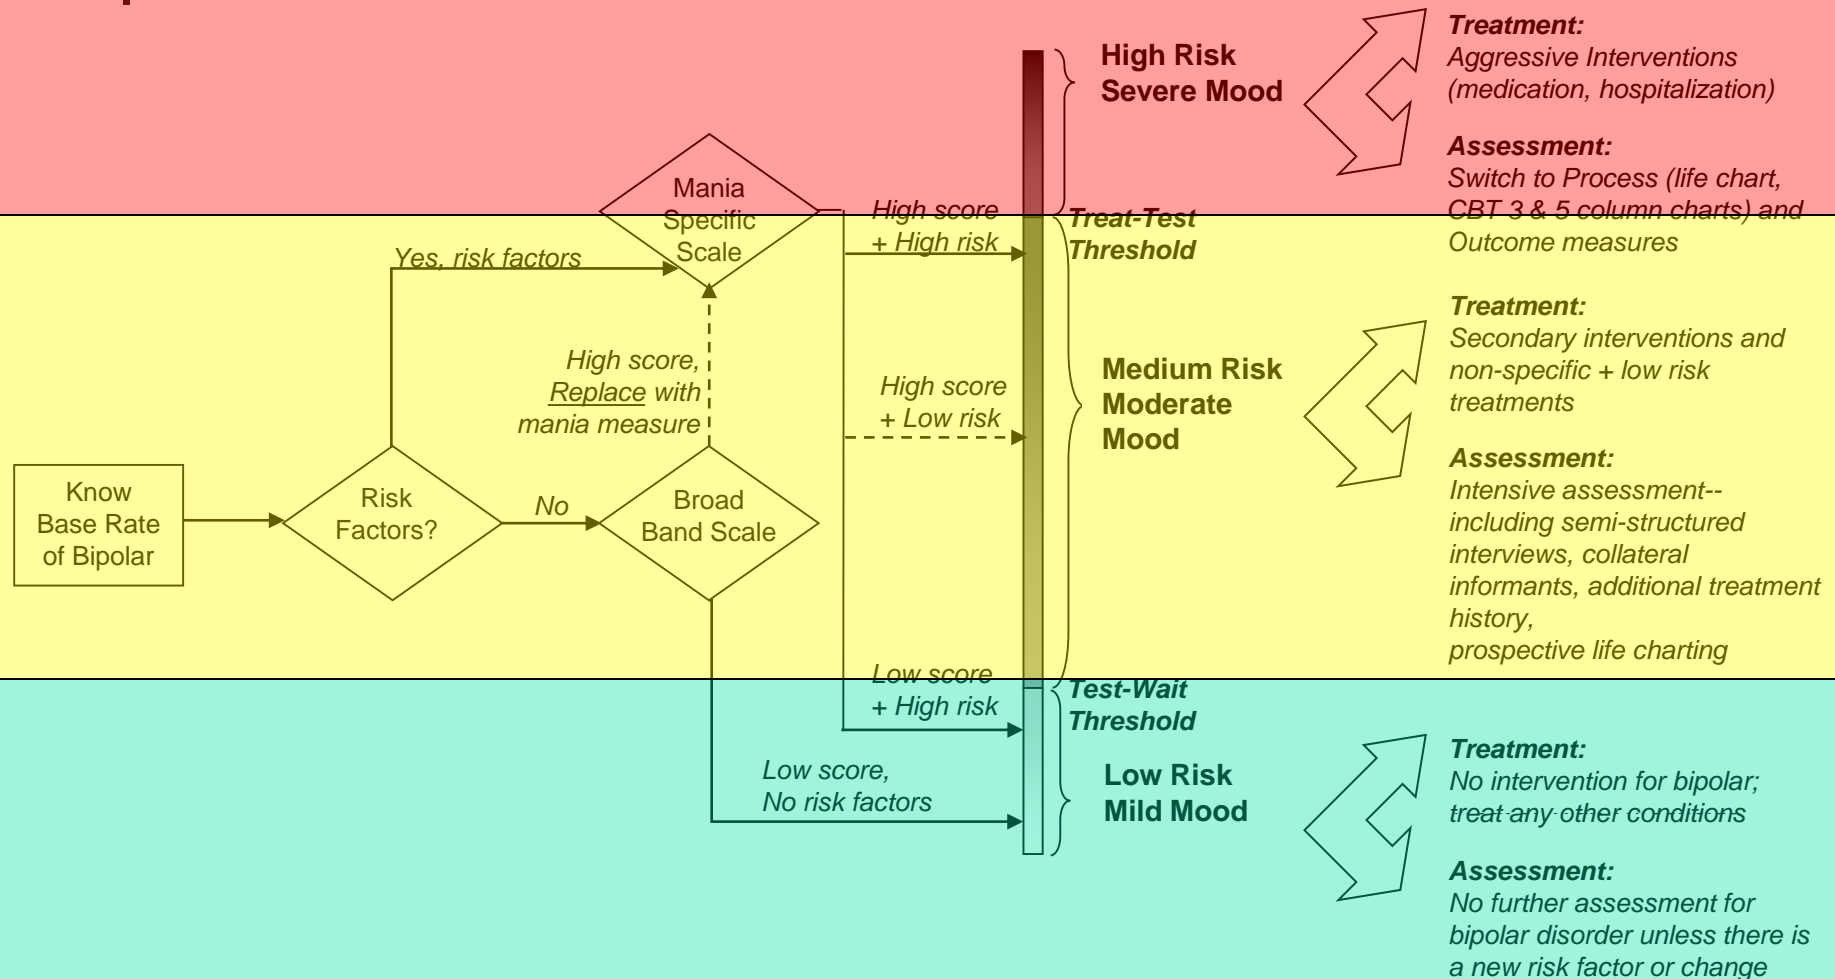 Know
Base Rate
of Bipolar
Risk
Factors?
Yes, risk factors
No
Broad
Band Scale
High score,
Replace with
mania measure
Mania
Specific
Scale
High score
+ High risk
High score
+ Low risk
Low score
+ High risk
Low score,
No risk factors
High Risk
Severe Mood
Treat-Test
Threshold
Medium Risk
Moderate
Mood
Test-Wait
Threshold
Low Risk
Mild Mood
Treatment:
Aggressive Interventions
(medication, hospitalization)
Assessment:
Switch to Process (life chart,
CBT 3 & 5 column charts) and
Outcome measures
Treatment:
Secondary interventions and
non-specific + low risk
treatments
Assessment:
Intensive assessment--
including semi-structured
interviews, collateral
informants, additional treatment
history,
prospective life charting
Treatment:
No intervention for bipolar;
treat any other conditions
Assessment:
No further assessment for
bipolar disorder unless there is
a new risk factor or change